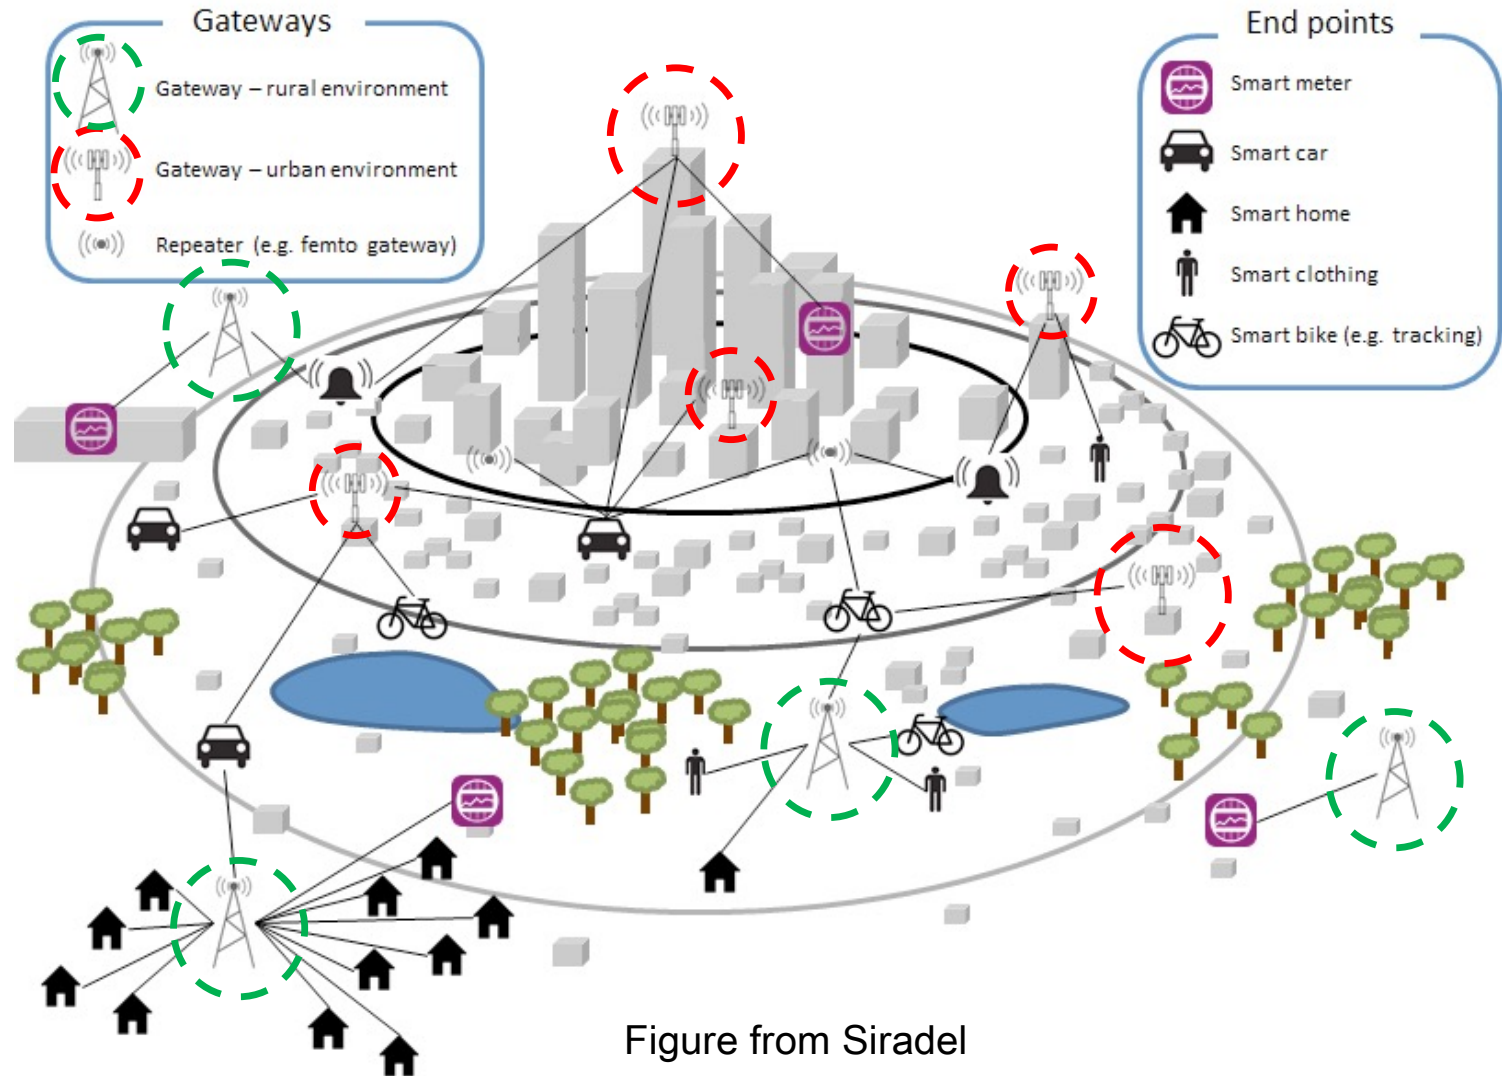 Gateways
Gateway – rural environment
Gateway – urban environment
Repeater (e.g. femto gateway)
End points
Smart meter
Smart car
Smart home
Smart clothing
Smart bike (e.g. tracking)
Figure from Siradel